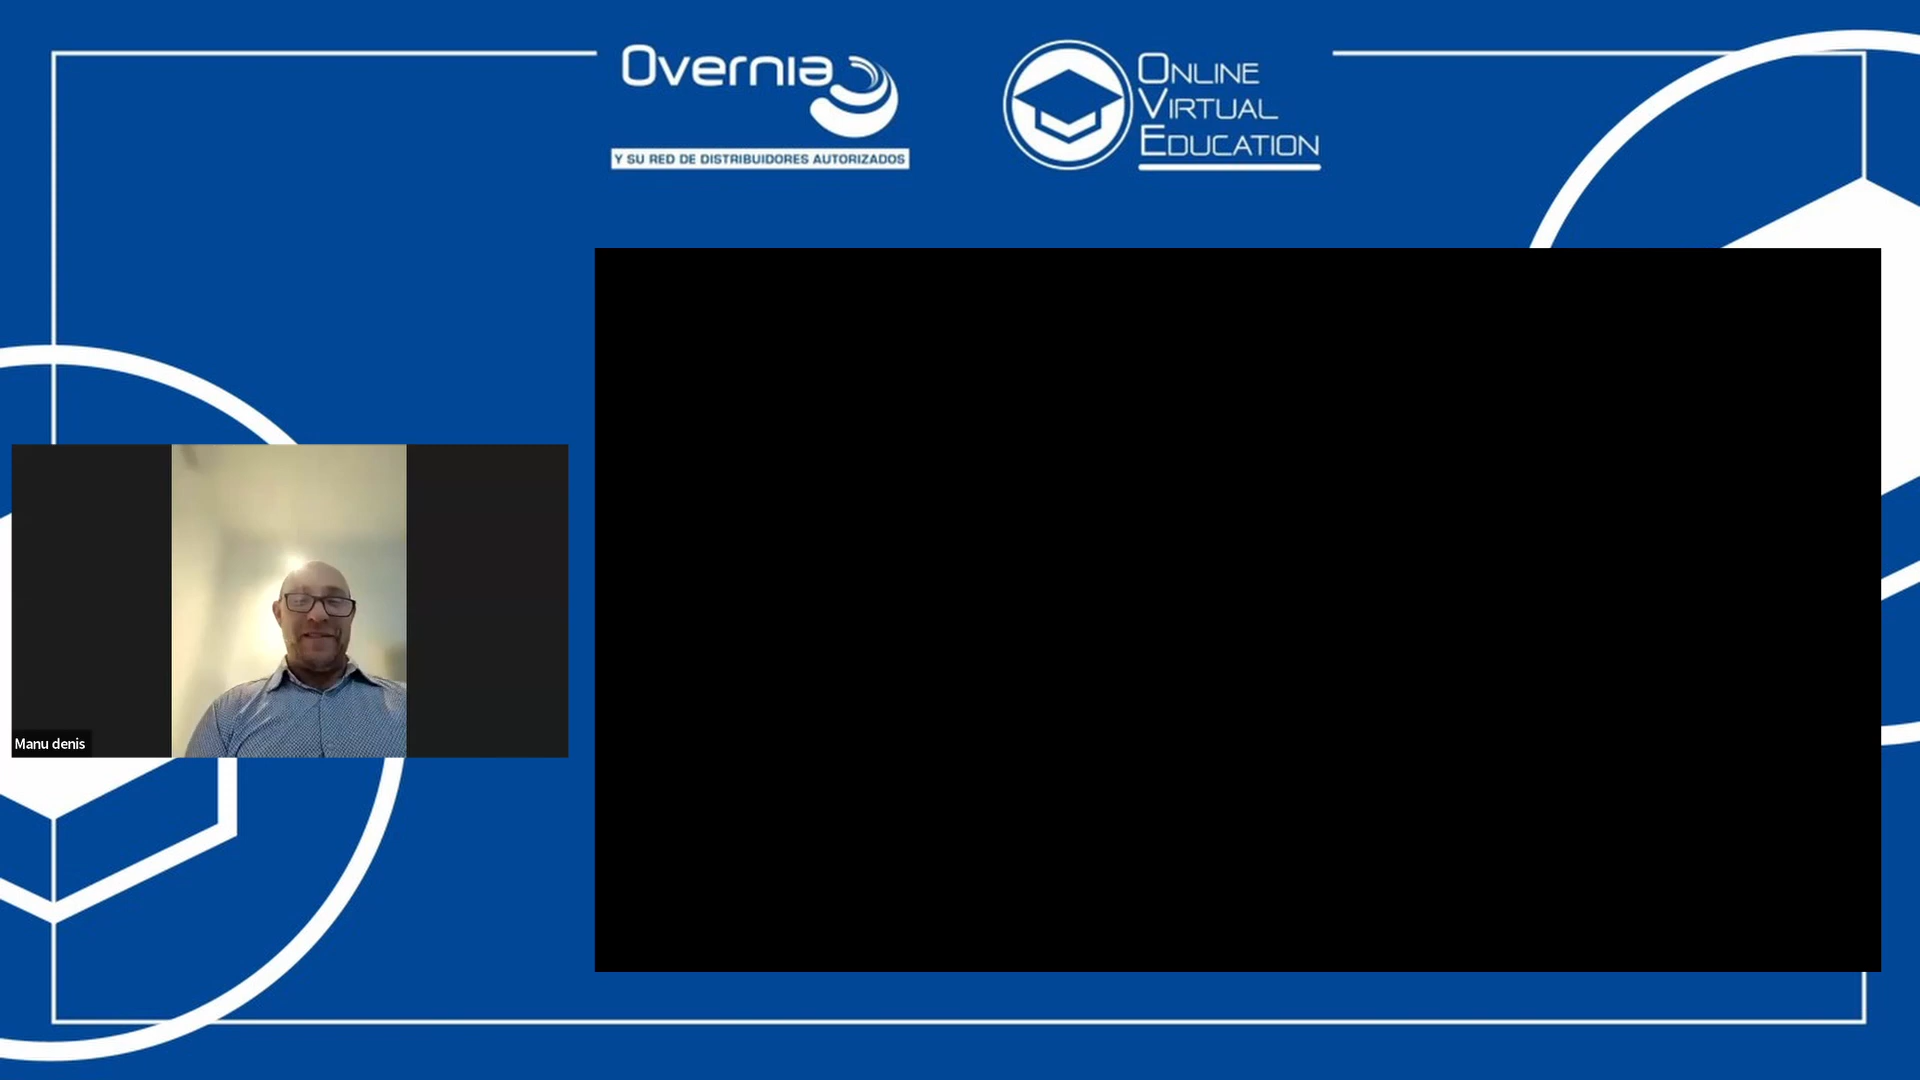 Overnia
Y SU RED DE DISTRIBUIDORES AUTORIZADOS
ONLINE
VIRTUAL
EDUCATION
Manu denis